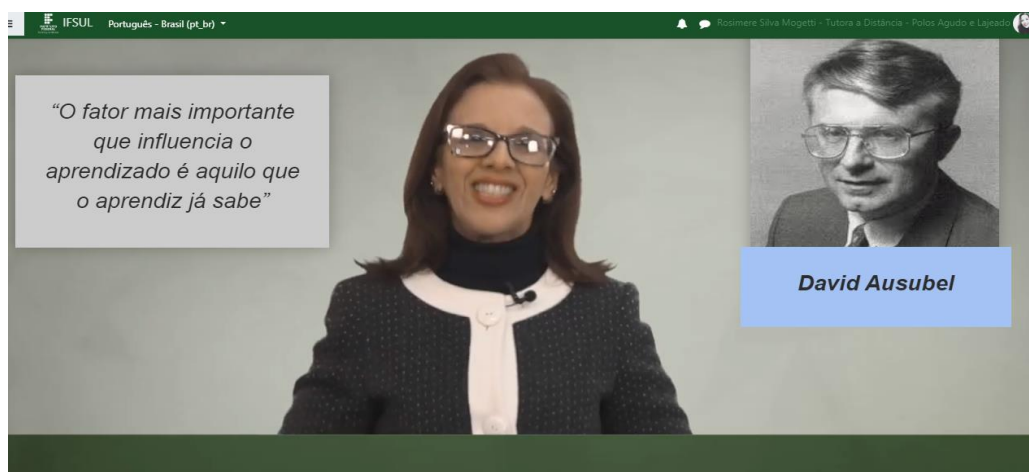 IFSUL Português - Brasil (pt_br)
Rosimere Silva Mogetti - Tutora a Distância - Polos Agudo e Lajeado
“O fator mais importante
que influencia o
aprendizado é aquilo que
o aprendiz já sabe”
David Ausubel